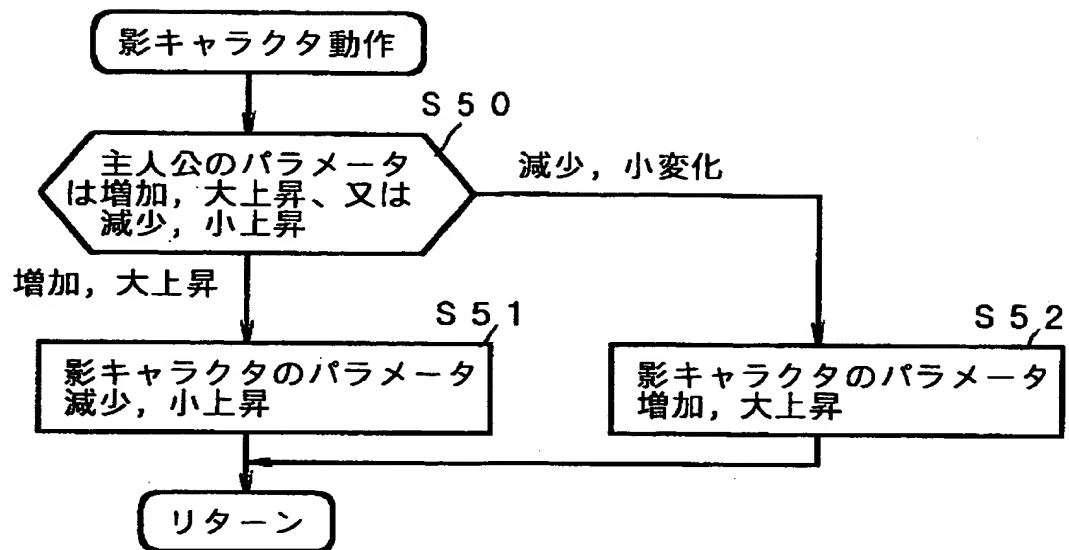 影キャラクタ動作
S50
主人公のパラメータ
は増加,大上昇、又は
減少,小上昇
減少,小変化
増加,大上昇
S51
影キャラクタのパラメータ
減少,小上昇
S52
影キャラクタのパラメータ
増加,大上昇
リターン